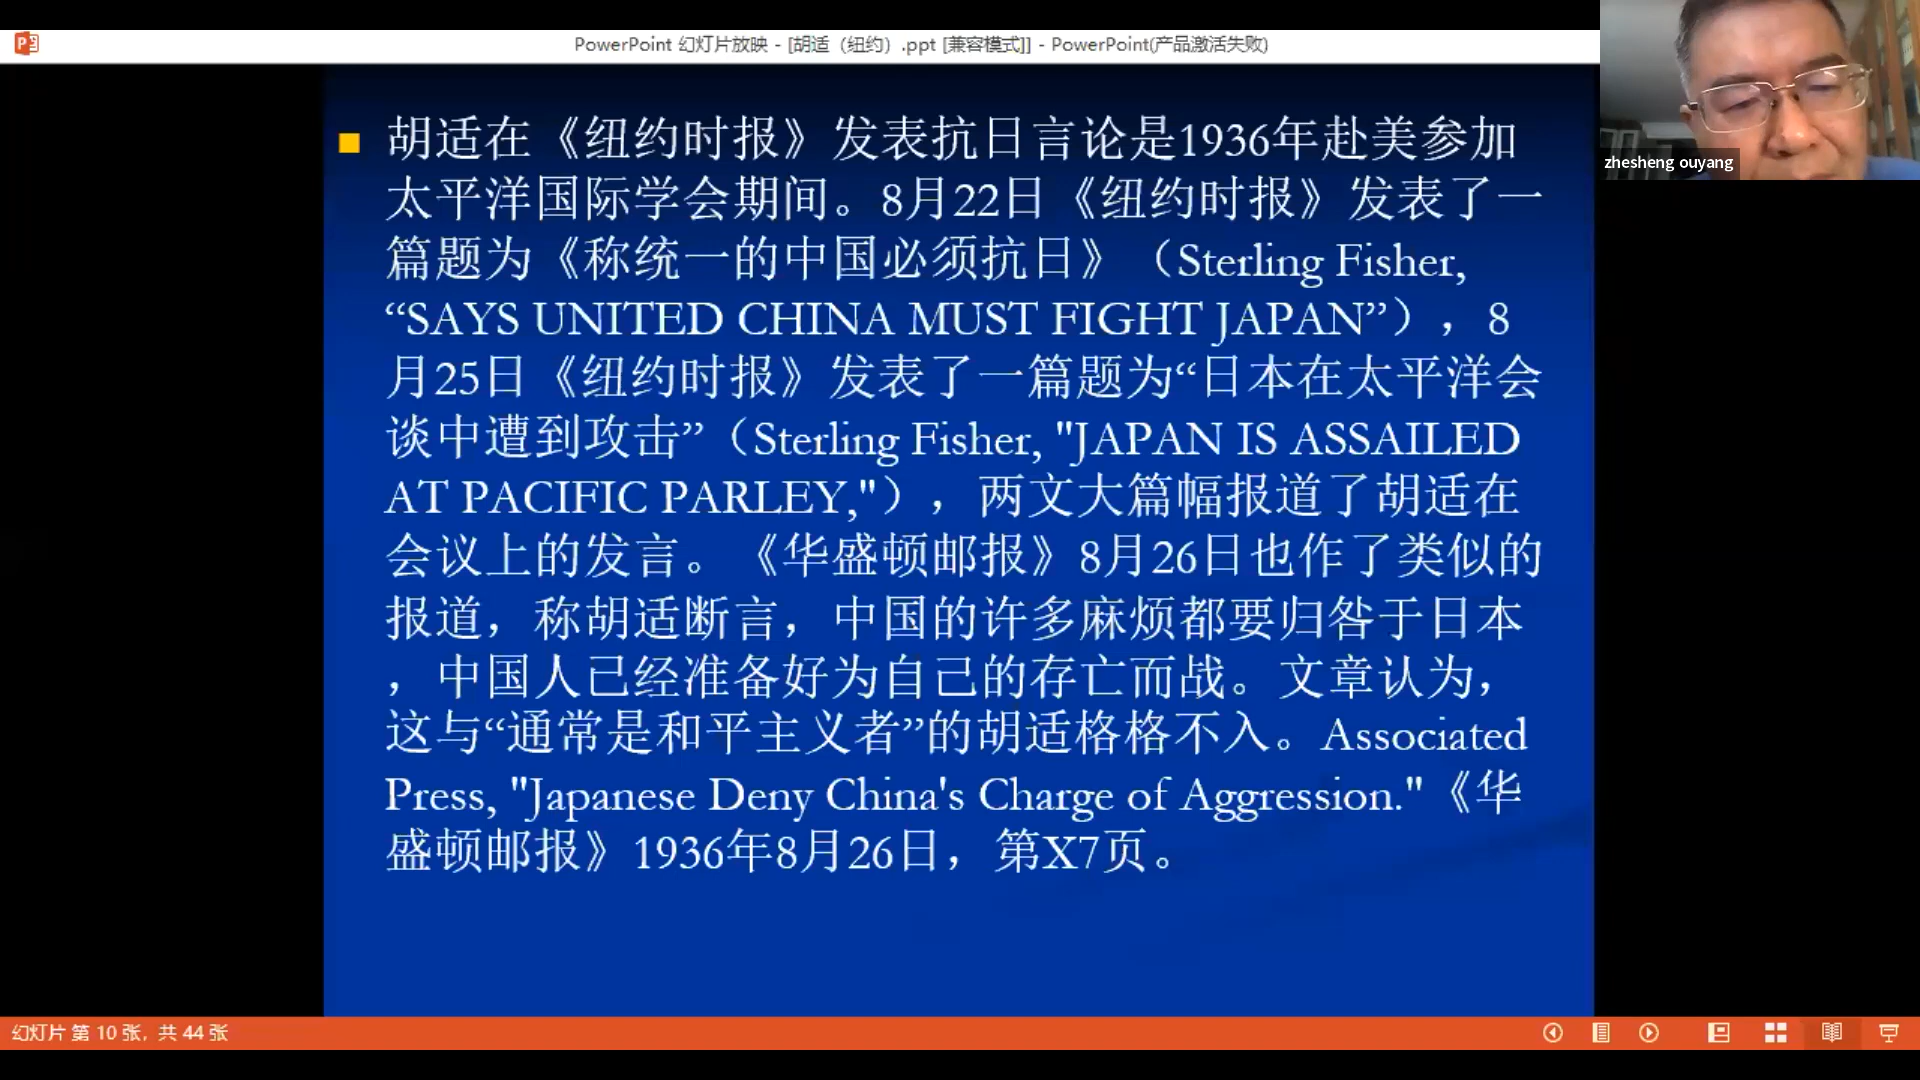 PowerPoint 幻灯片放映 - [胡适（纽约）.ppt [兼容模式]] - PowerPoint(产品激活失败)
zhesheng ouyang
胡适在《纽约时报》发表抗日言论是1936年赴美参加
太平洋国际学会期间。8月22日《纽约时报》发表了一
篇题为《称统一的中国必须抗日》（Sterling Fisher,
“SAYS UNITED CHINA MUST FIGHT JAPAN”），8
月25日《纽约时报》发表了一篇题为“日本在太平洋会
谈中遭到攻击”（Sterling Fisher, "JAPAN IS ASSAILED
AT PACIFIC PARLEY,"），两文大篇幅报道了胡适在
会议上的发言。《华盛顿邮报》8月26日也作了类似的
报道，称胡适断言，中国的许多麻烦都要归咎于日本
，中国人已经准备好为自己的存亡而战。文章认为，
这与“通常是和平主义者”的胡适格格不入。Associated
Press, "Japanese Deny China's Charge of Aggression."《华
盛顿邮报》1936年8月26日，第X7页。
幻灯片 第 10 张，共 44 张